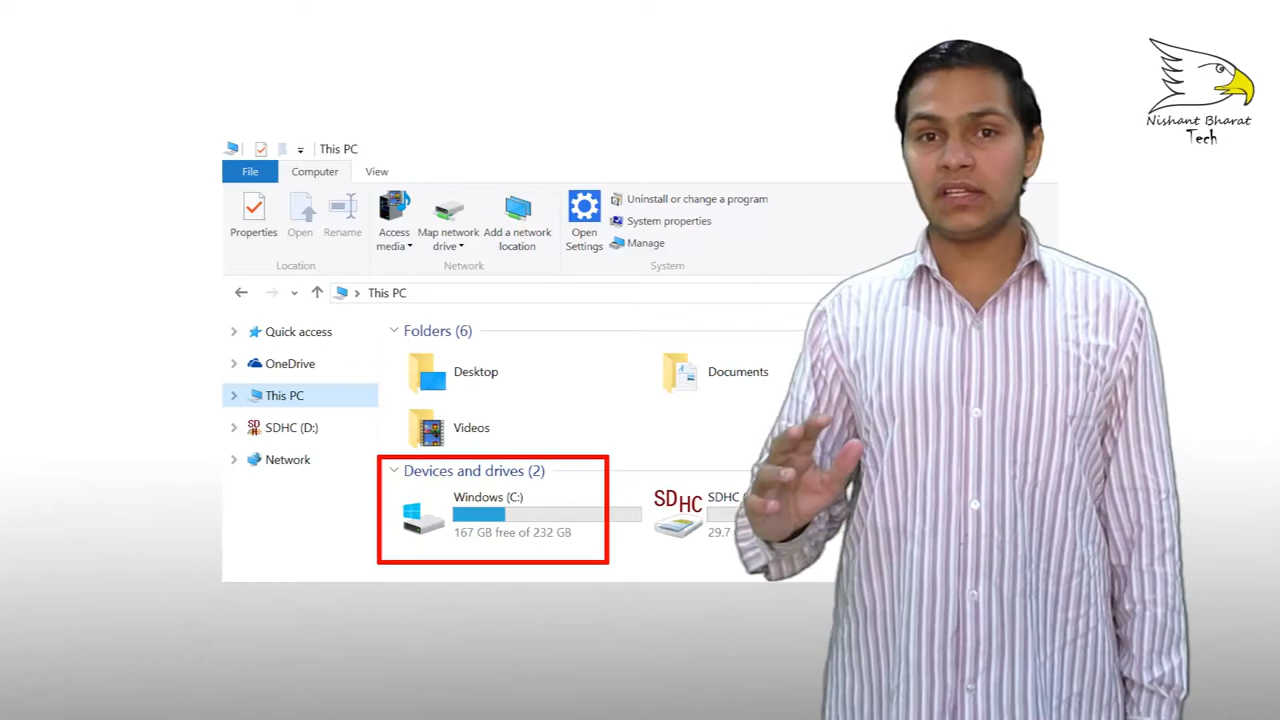 Nishant Bharat
Tech
This PC
File Computer View
Properties Open Rename Access media Map network drive Add a network location Open Settings
Uninstall or change a program
System properties
Manage
Location Network System
This PC
Quick access
OneDrive
This PC
SDHC (D:)
Network
Folders (6)
Desktop Documents
Videos
Devices and drives (2)
Windows (C:)
167 GB free of 232 GB
SD HC SDHC
29.7